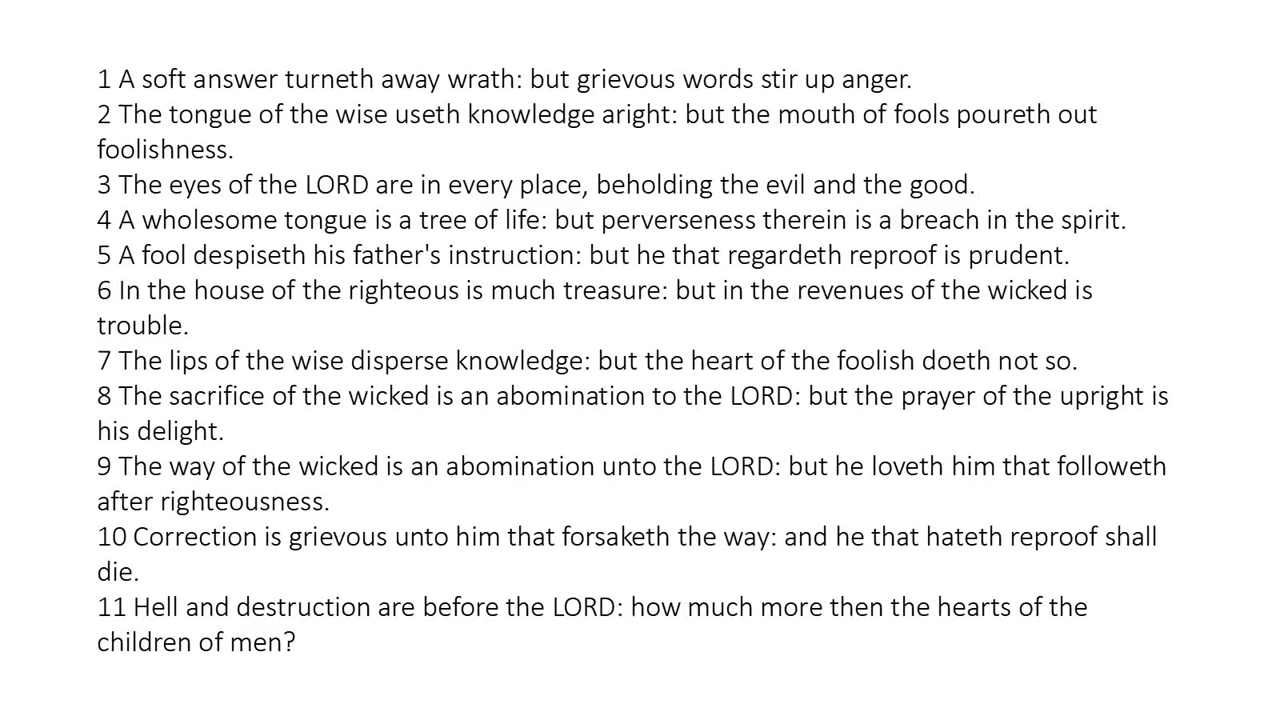 1 A soft answer turneth away wrath: but grievous words stir up anger.
2 The tongue of the wise useth knowledge aright: but the mouth of fools poureth out
foolishness.
3 The eyes of the LORD are in every place, beholding the evil and the good.
4 A wholesome tongue is a tree of life: but perverseness therein is a breach in the spirit.
5 A fool despiseth his father's instruction: but he that regardeth reproof is prudent.
6 In the house of the righteous is much treasure: but in the revenues of the wicked is
trouble.
7 The lips of the wise disperse knowledge: but the heart of the foolish doeth not so.
8 The sacrifice of the wicked is an abomination to the LORD: but the prayer of the upright is
his delight.
9 The way of the wicked is an abomination unto the LORD: but he loveth him that followeth
after righteousness.
10 Correction is grievous unto him that forsaketh the way: and he that hateth reproof shall
die.
11 Hell and destruction are before the LORD: how much more then the hearts of the
children of men?